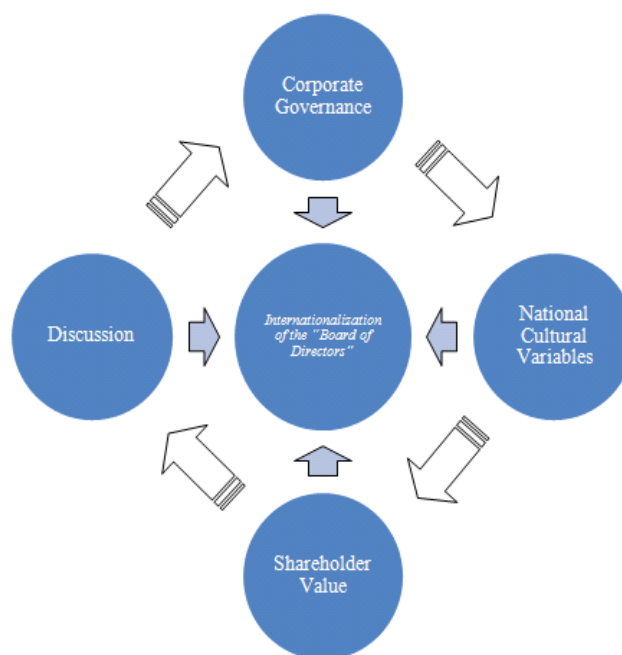 Corporate
Governance
Discussion
Internationalization
of the "Board of
Directors"
National
Cultural
Variables
Shareholder
Value